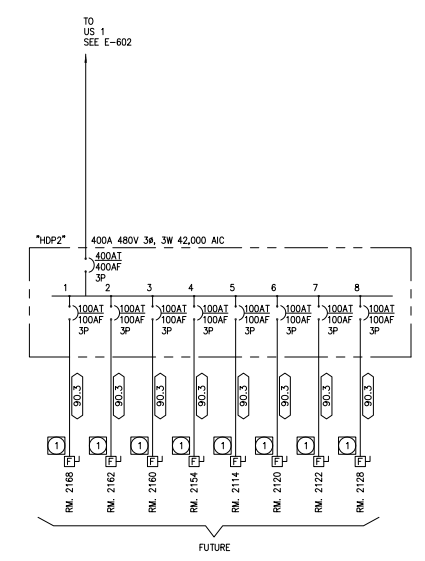 TO
US 1
SEE E-602
"HDP2" 400A 480V 3ø, 3W 42,000 AIC
400AT
400AF
3P
1 2 3 4 5 6 7 8
100AT 100AT 100AT 100AT 100AT 100AT 100AT 100AT
100AF 100AF 100AF 100AF 100AF 100AF 100AF 100AF
3P 3P 3P 3P 3P 3P 3P 3P
90.3 90.3 90.3 90.3 90.3 90.3 90.3 90.3
1 1 1 1 1 1 1 1
F F F F F F F F
RM. 2168 RM. 2162 RM. 2160 RM. 2154 RM. 2114 RM. 2120 RM. 2122 RM. 2128
FUTURE